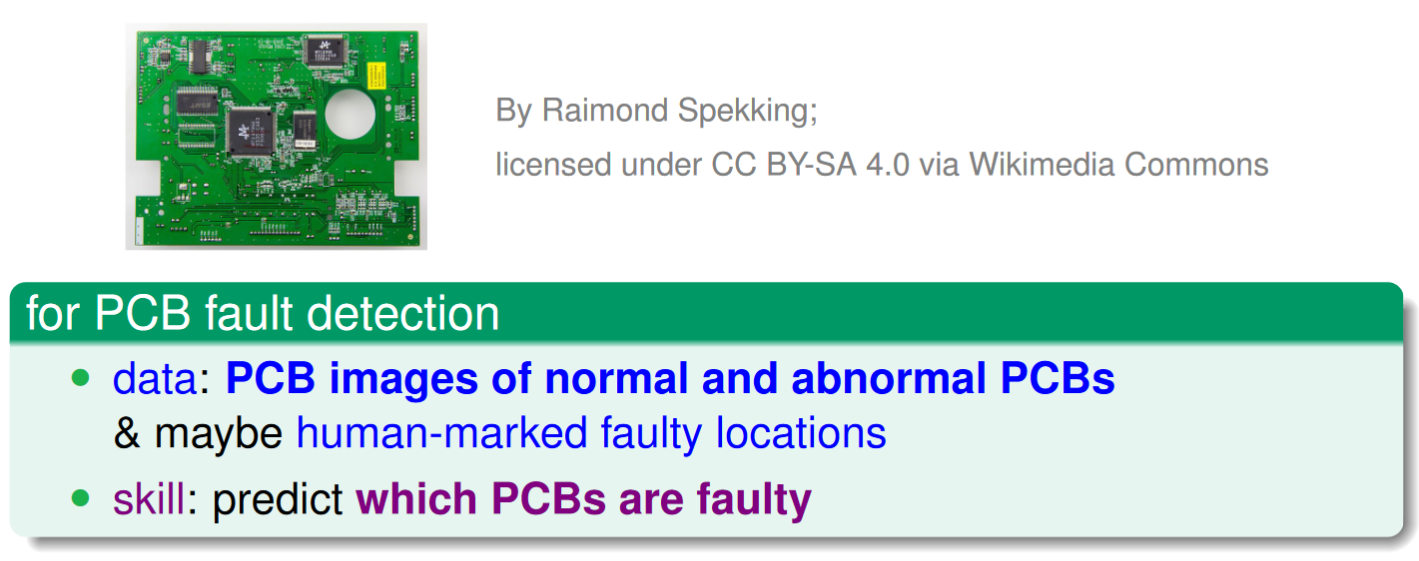 By Raimond Spekking;
licensed under CC BY-SA 4.0 via Wikimedia Commons
for PCB fault detection
• data: PCB images of normal and abnormal PCBs
& maybe human-marked faulty locations
• skill: predict which PCBs are faulty